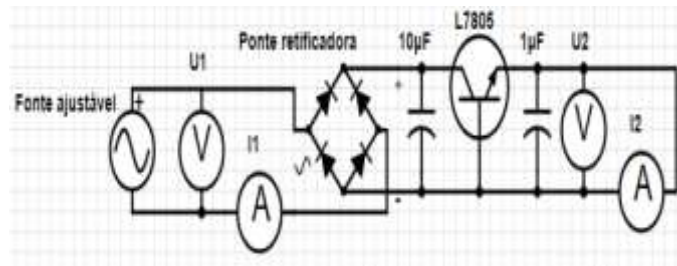 L7805
Ponte retificadora
10µF
1µF
U2
U1
Fonte ajustável
+
+
V
I1
V
I2
A
A
-